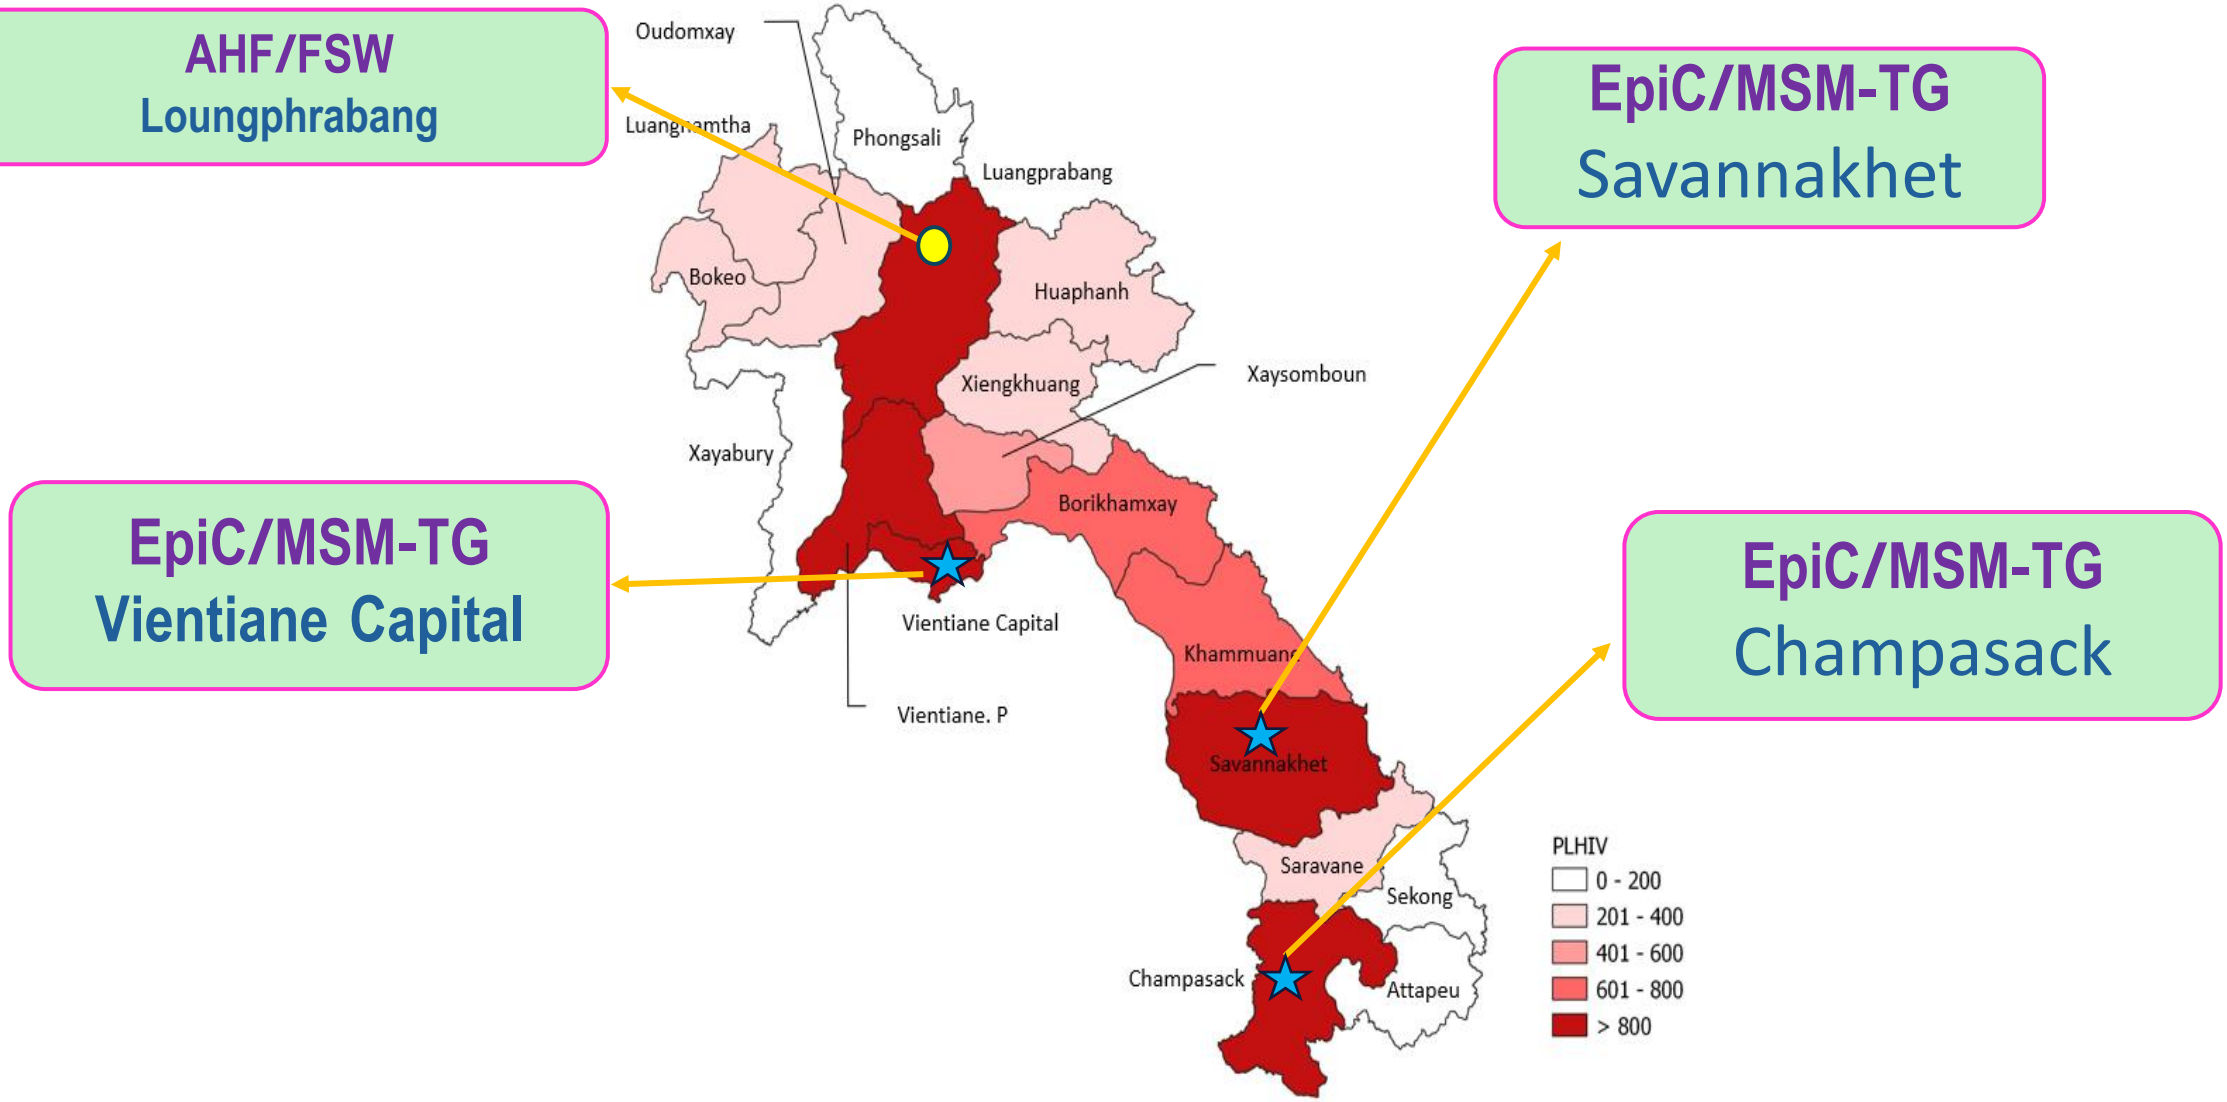 AHF/FSW
Loungphrabang
EpiC/MSM-TG
Savannakhet
EpiC/MSM-TG
Vientiane Capital
EpiC/MSM-TG
Champasack
Oudomxay
Luangnamtha
Phongsali
Luangprabang
Bokeo
Huaphanh
Xiengkhuang
Xaysomboun
Xayabury
Borikhamxay
Vientiane Capital
Khammuane
Vientiane. P
Savannakhet
Saravane
Sekong
Champasack
Attapeu
PLHIV
0 - 200
201 - 400
401 - 600
601 - 800
> 800